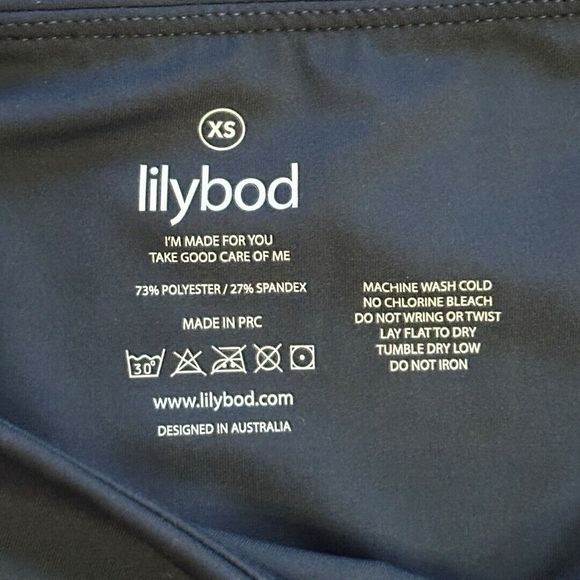 XS
lilybod
I'M MADE FOR YOU
TAKE GOOD CARE OF ME
73% POLYESTER / 27% SPANDEX
MADE IN PRC
30°
www.lilybod.com
DESIGNED IN AUSTRALIA
MACHINE WASH COLD
NO CHLORINE BLEACH
DO NOT WRING OR TWIST
LAY FLAT TO DRY
TUMBLE DRY LOW
DO NOT IRON